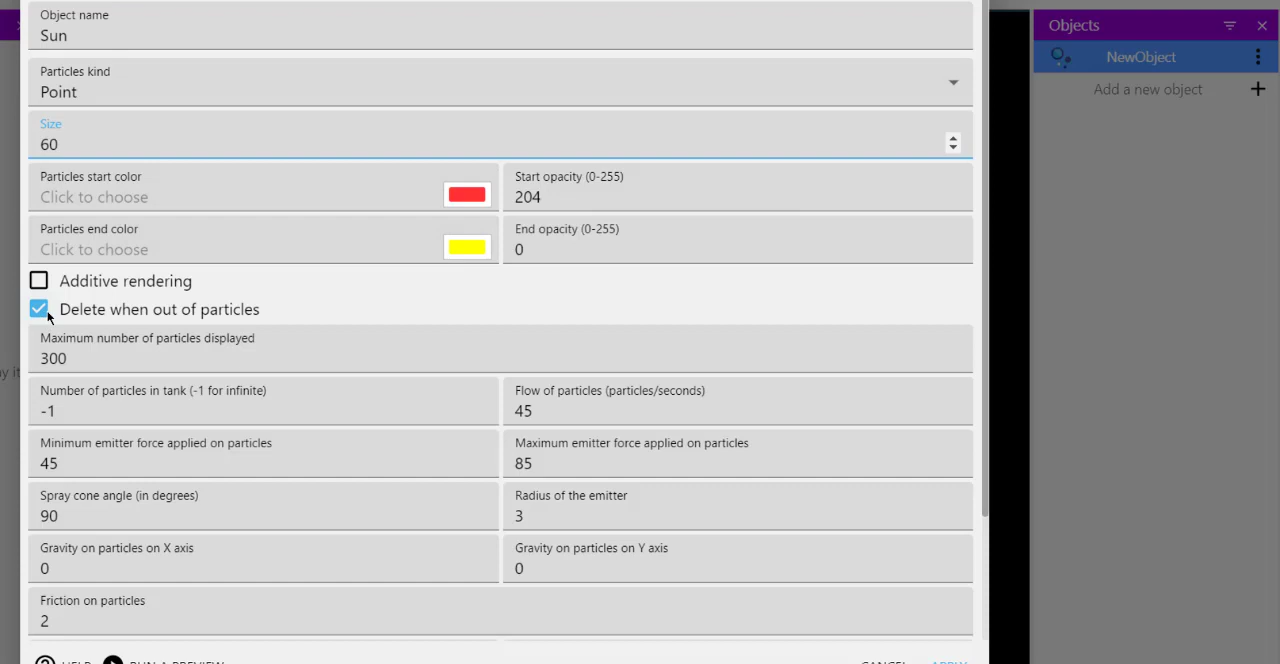 Object name
Sun
Particles kind
Point
Size
60
Particles start color
Click to choose
Start opacity (0-255)
204
Particles end color
Click to choose
End opacity (0-255)
0
Additive rendering
Delete when out of particles
Maximum number of particles displayed
300
Number of particles in tank (-1 for infinite)
-1
Flow of particles (particles/seconds)
45
Minimum emitter force applied on particles
45
Maximum emitter force applied on particles
85
Spray cone angle (in degrees)
90
Radius of the emitter
3
Gravity on particles on X axis
0
Gravity on particles on Y axis
0
Friction on particles
2
HELP
RUN A PREVIEW
CANCEL
APPLY
Objects
NewObject
Add a new object